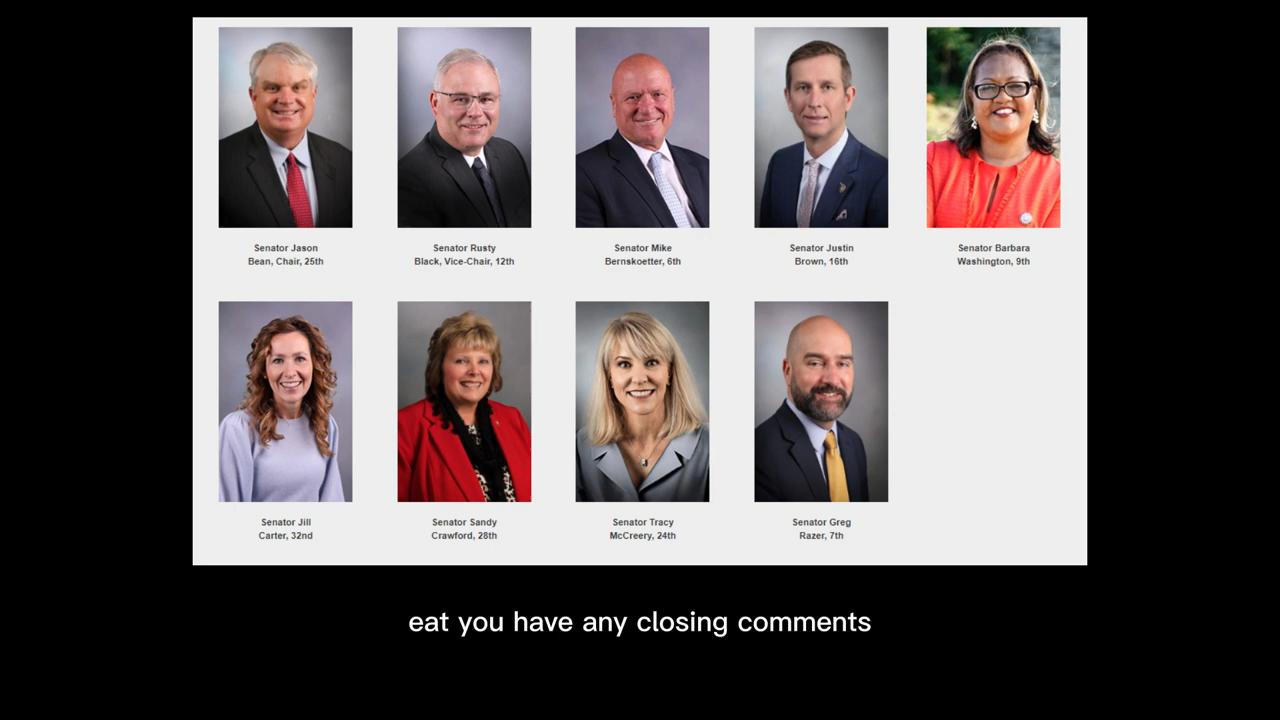 Senator Jason
Bean, Chair, 25th
Senator Rusty
Black, Vice-Chair, 12th
Senator Mike
Bernskoetter, 6th
Senator Justin
Brown, 16th
Senator Barbara
Washington, 9th
Senator Jill
Carter, 32nd
Senator Sandy
Crawford, 28th
Senator Tracy
McCreery, 24th
Senator Greg
Razer, 7th
eat you have any closing comments